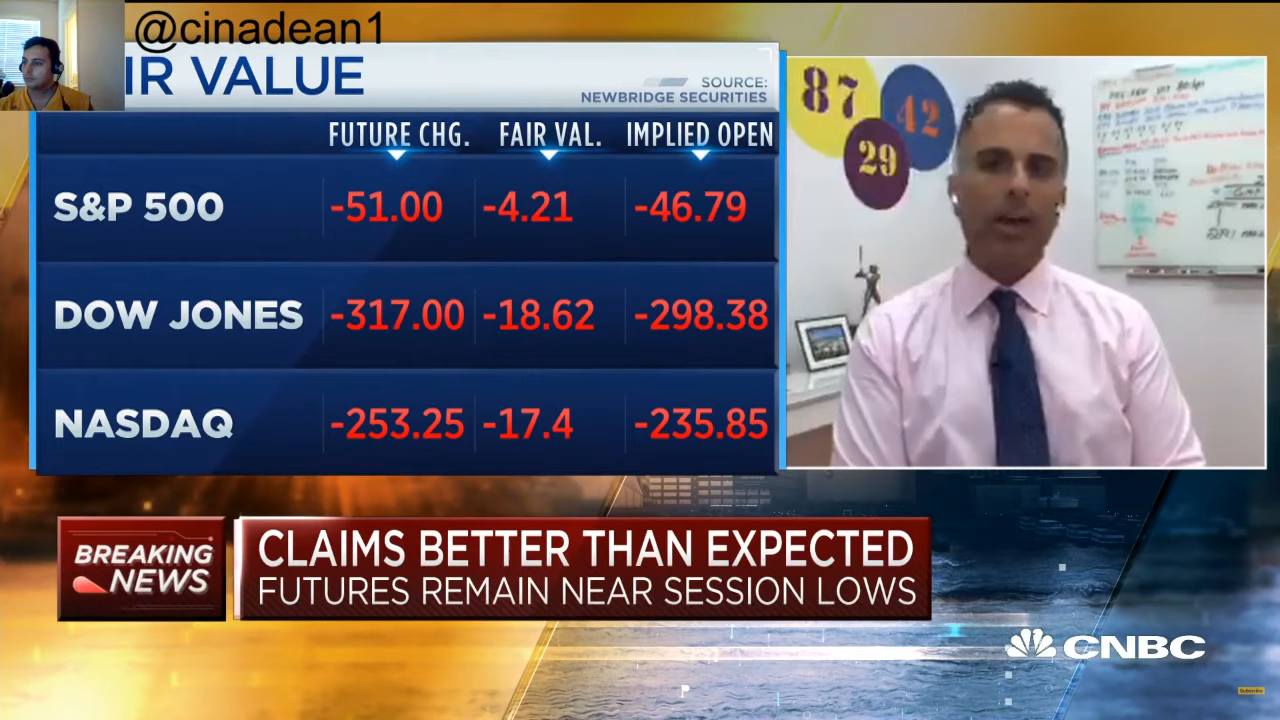 @cinadean1
IR VALUE
SOURCE:
NEWBRIDGE SECURITIES
FUTURE CHG. FAIR VAL. IMPLIED OPEN
S&P 500 -51.00 -4.21 -46.79
DOW JONES -317.00 -18.62 -298.38
NASDAQ -253.25 -17.4 -235.85
87
42
29
BREAKING
NEWS
CLAIMS BETTER THAN EXPECTED
FUTURES REMAIN NEAR SESSION LOWS
CNBC
Subscribe